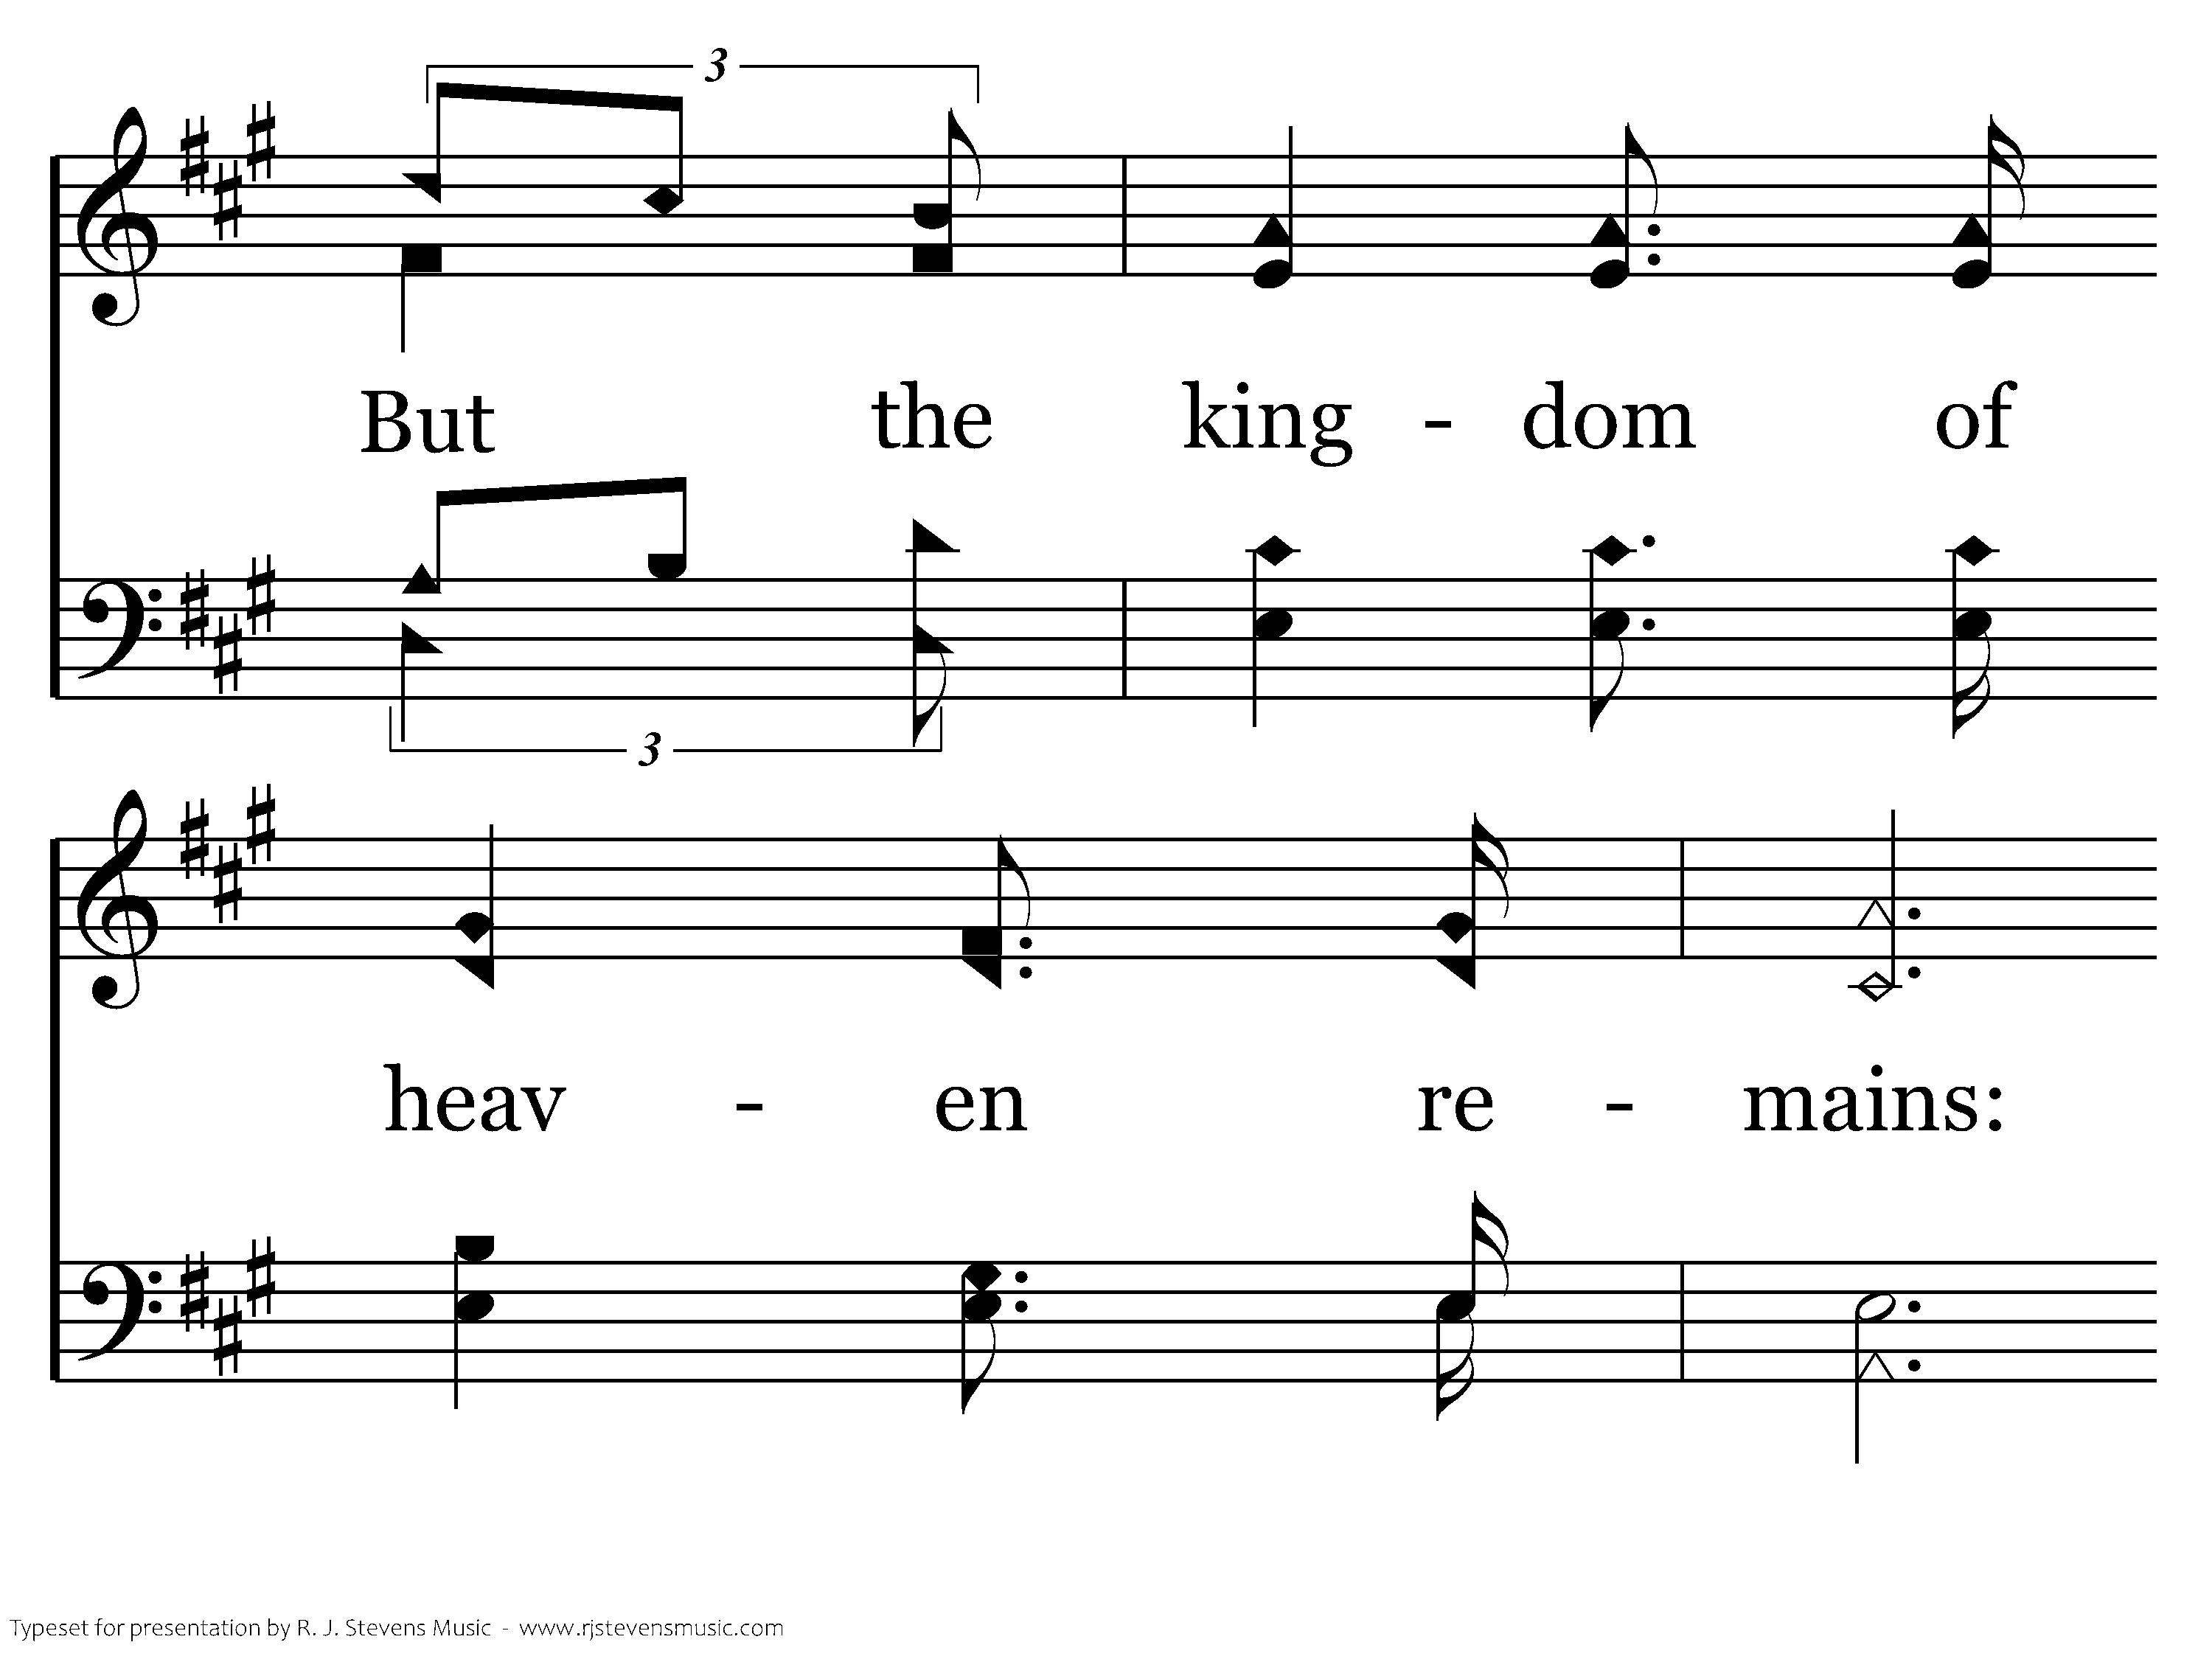 3
But the king - dom of
3
heav - en re - mains:
Typeset for presentation by R. J. Stevens Music - www.rjstevensmusic.com